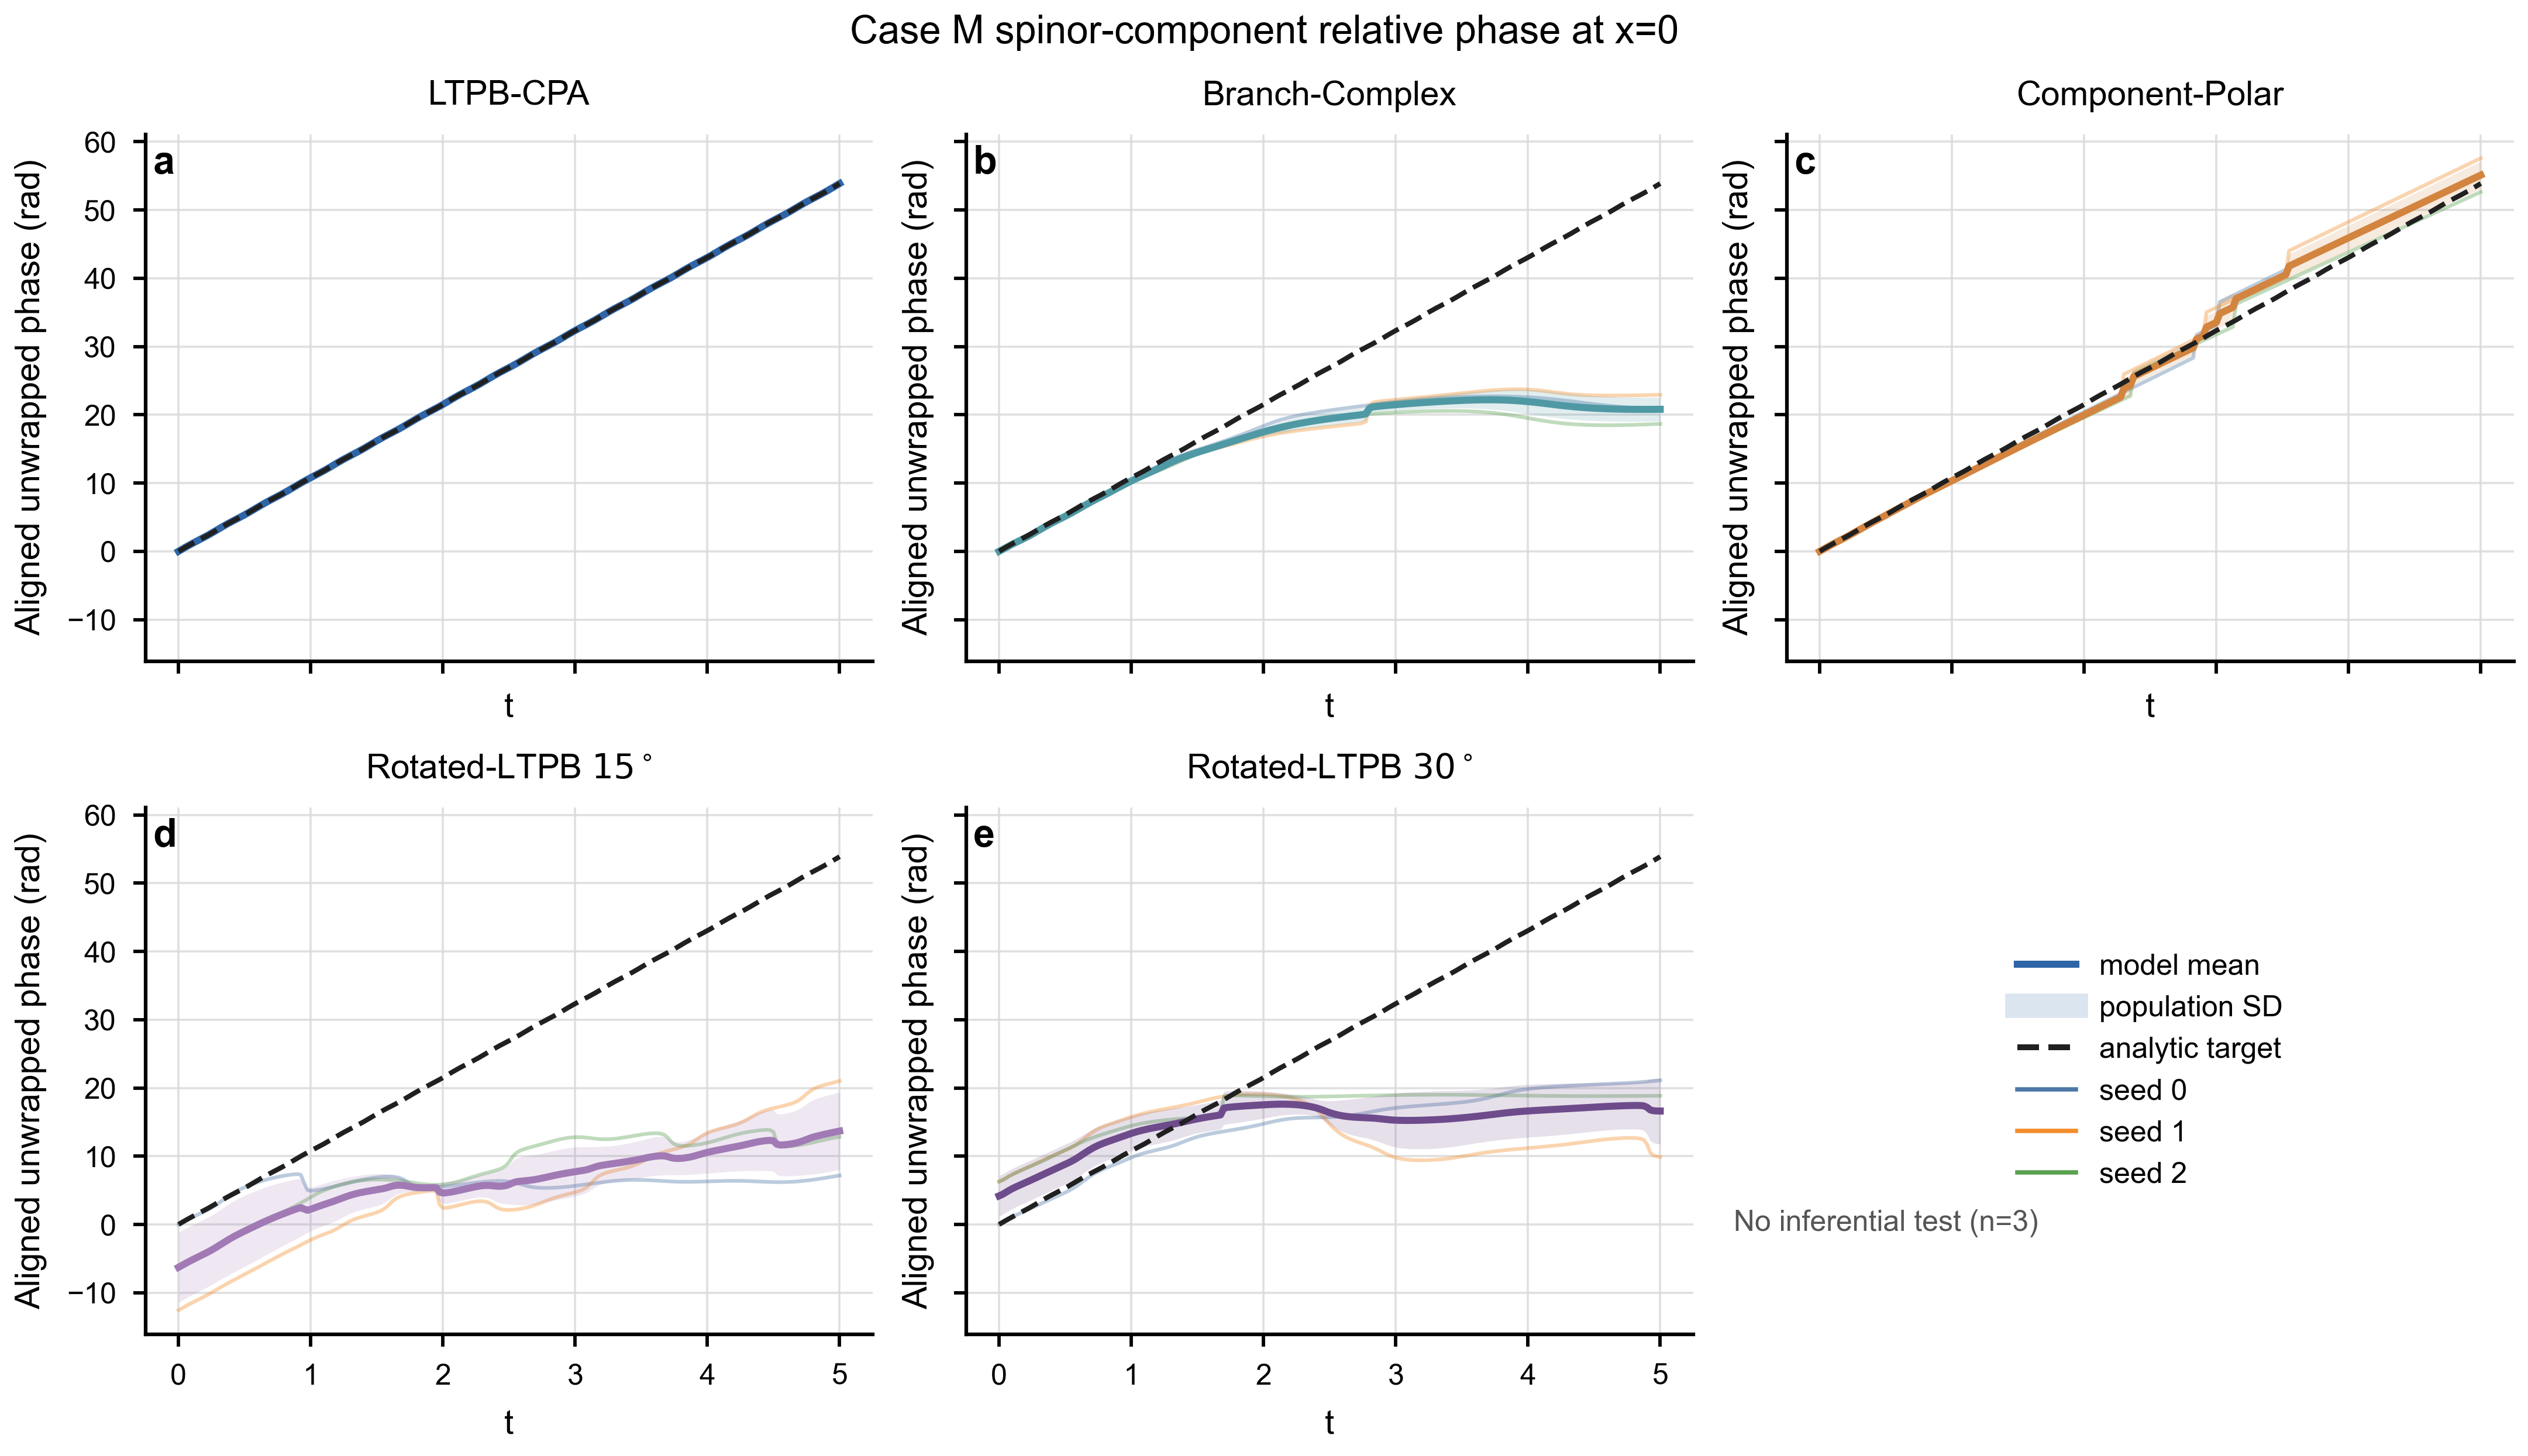 Case M spinor-component relative phase at x=0
LTPB-CPA
a
60
50
40
30
20
10
0
−10
Aligned unwrapped phase (rad)
t
Branch-Complex
b
Aligned unwrapped phase (rad)
t
Component-Polar
c
Aligned unwrapped phase (rad)
t
Rotated-LTPB 15°
d
60
50
40
30
20
10
0
−10
Aligned unwrapped phase (rad)
0 1 2 3 4 5
t
Rotated-LTPB 30°
e
Aligned unwrapped phase (rad)
0 1 2 3 4 5
t
model mean
population SD
analytic target
seed 0
seed 1
seed 2
No inferential test (n=3)